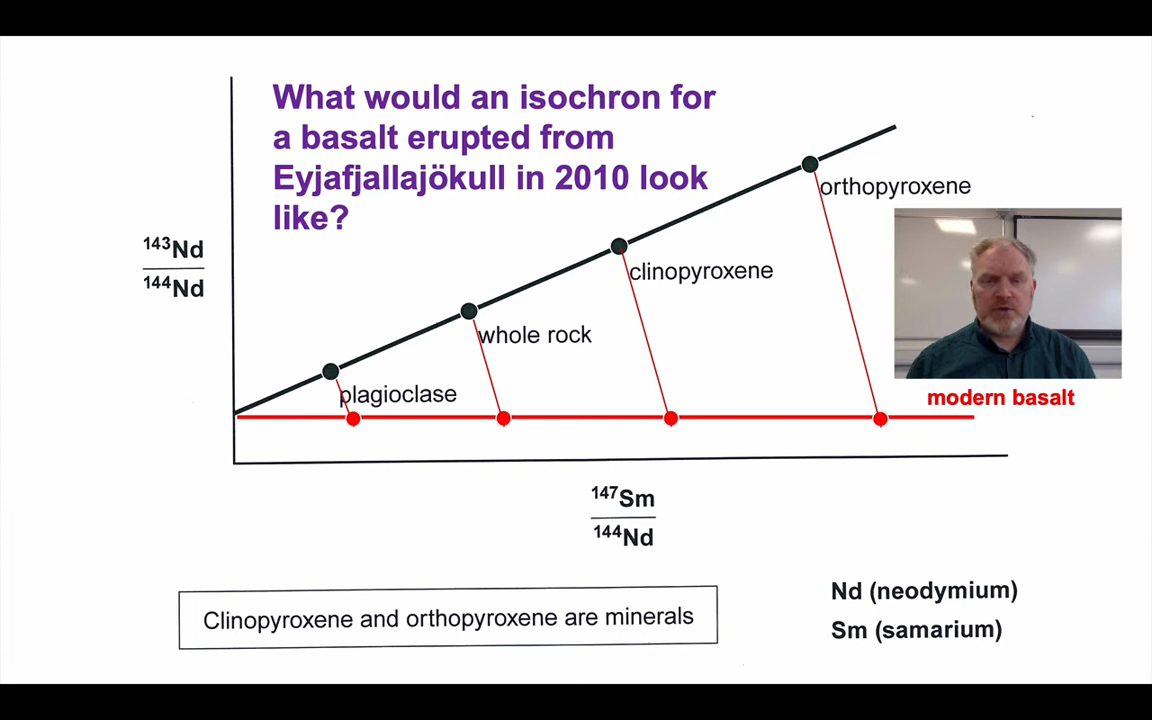 What would an isochron for
a basalt erupted from
Eyjafjallajökull in 2010 look
like?
orthopyroxene
143Nd
144Nd
clinopyroxene
whole rock
plagioclase
modern basalt
147Sm
144Nd
Clinopyroxene and orthopyroxene are minerals
Nd (neodymium)
Sm (samarium)